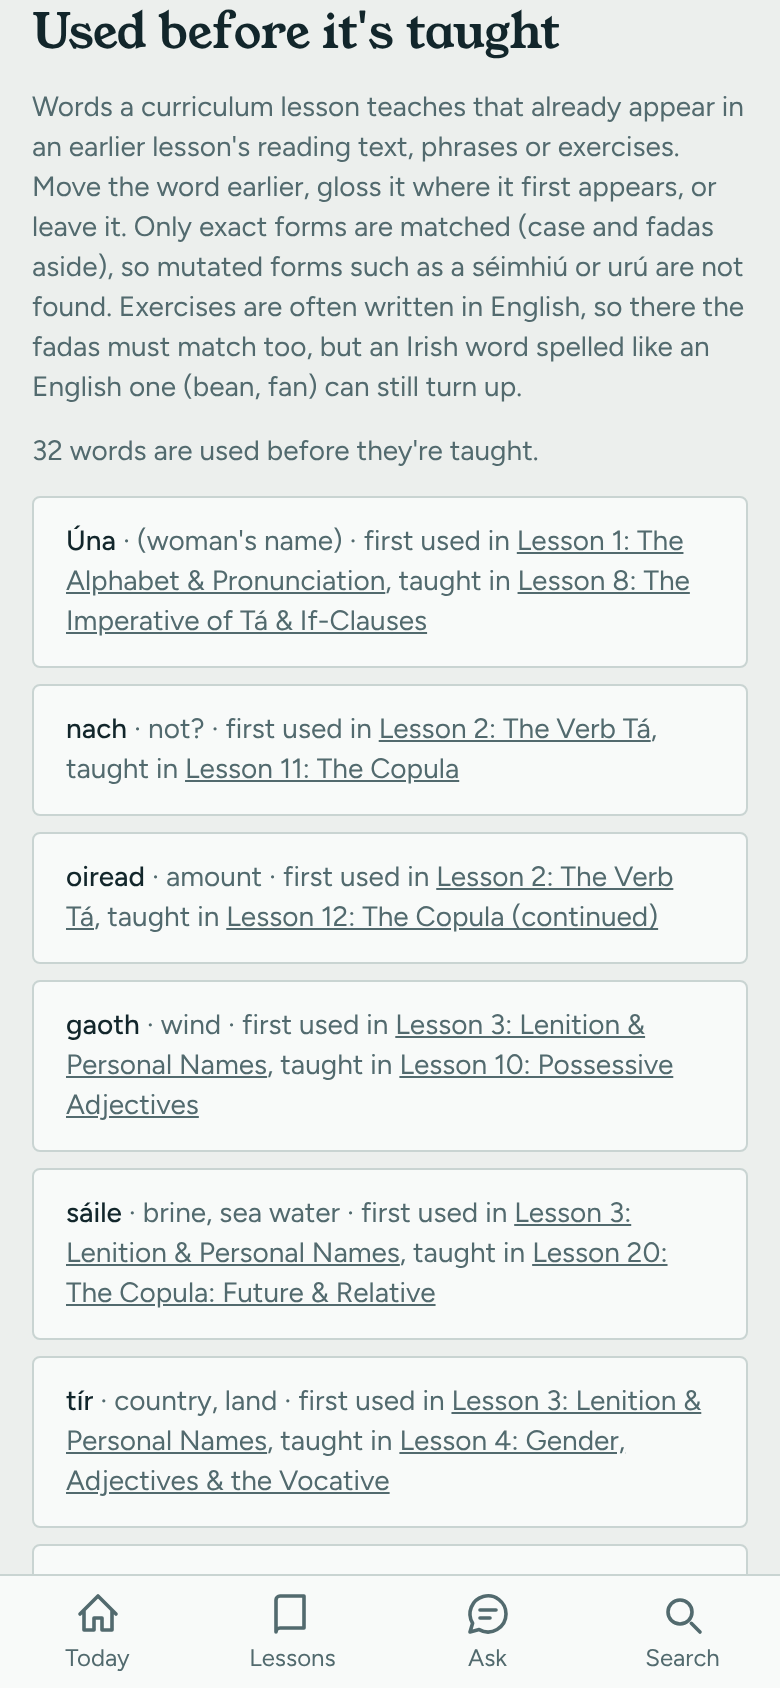 Used before it's taught
Words a curriculum lesson teaches that already appear in
an earlier lesson's reading text, phrases or exercises.
Move the word earlier, gloss it where it first appears, or
leave it. Only exact forms are matched (case and fadas
aside), so mutated forms such as a séimhiú or urú are not
found. Exercises are often written in English, so there the
fadas must match too, but an Irish word spelled like an
English one (bean, fan) can still turn up.
32 words are used before they're taught.
Úna · (woman's name) · first used in Lesson 1: The
Alphabet & Pronunciation, taught in Lesson 8: The
Imperative of Tá & If-Clauses
nach · not? · first used in Lesson 2: The Verb Tá,
taught in Lesson 11: The Copula
oiread · amount · first used in Lesson 2: The Verb
Tá, taught in Lesson 12: The Copula (continued)
gaoth · wind · first used in Lesson 3: Lenition &
Personal Names, taught in Lesson 10: Possessive
Adjectives
sáile · brine, sea water · first used in Lesson 3:
Lenition & Personal Names, taught in Lesson 20:
The Copula: Future & Relative
tír · country, land · first used in Lesson 3: Lenition &
Personal Names, taught in Lesson 4: Gender,
Adjectives & the Vocative
Today
Lessons
Ask
Search